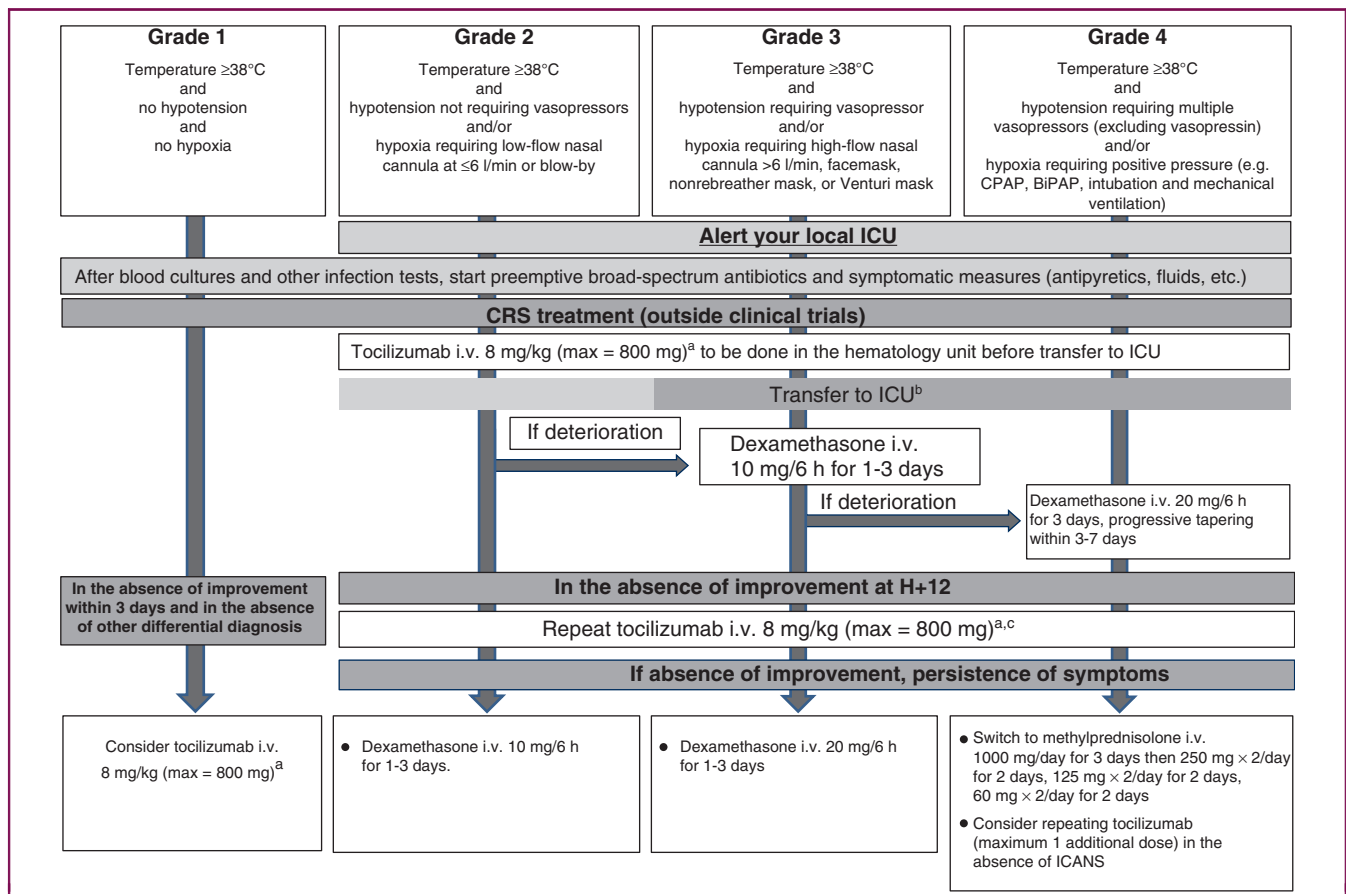 Grade 1
Temperature ≥38°C
and
no hypotension
and
no hypoxia
Grade 2
Temperature ≥38°C
and
hypotension not requiring vasopressors
and/or
hypoxia requiring low-flow nasal
cannula at ≤6 l/min or blow-by
Grade 3
Temperature ≥38°C
and
hypotension requiring vasopressor
and/or
hypoxia requiring high-flow nasal
cannula >6 l/min, facemask,
nonrebreather mask, or Venturi mask
Grade 4
Temperature ≥38°C
and
hypotension requiring multiple
vasopressors (excluding vasopressin)
and/or
hypoxia requiring positive pressure (e.g.
CPAP, BiPAP, intubation and mechanical
ventilation)
Alert your local ICU
After blood cultures and other infection tests, start preemptive broad-spectrum antibiotics and symptomatic measures (antipyretics, fluids, etc.)
CRS treatment (outside clinical trials)
Tocilizumab i.v. 8 mg/kg (max = 800 mg)a to be done in the hematology unit before transfer to ICU
Transfer to ICUb
If deterioration
Dexamethasone i.v.
10 mg/6 h for 1-3 days
If deterioration
Dexamethasone i.v. 20 mg/6 h
for 3 days, progressive tapering
within 3-7 days
In the absence of improvement
within 3 days and in the absence
of other differential diagnosis
In the absence of improvement at H+12
Repeat tocilizumab i.v. 8 mg/kg (max = 800 mg)a,c
If absence of improvement, persistence of symptoms
Consider tocilizumab i.v.
8 mg/kg (max = 800 mg)a
● Dexamethasone i.v. 10 mg/6 h
for 1-3 days.
● Dexamethasone i.v. 20 mg/6 h
for 1-3 days
● Switch to methylprednisolone i.v.
1000 mg/day for 3 days then 250 mg × 2/day
for 2 days, 125 mg × 2/day for 2 days,
60 mg × 2/day for 2 days
● Consider repeating tocilizumab
(maximum 1 additional dose) in the
absence of ICANS